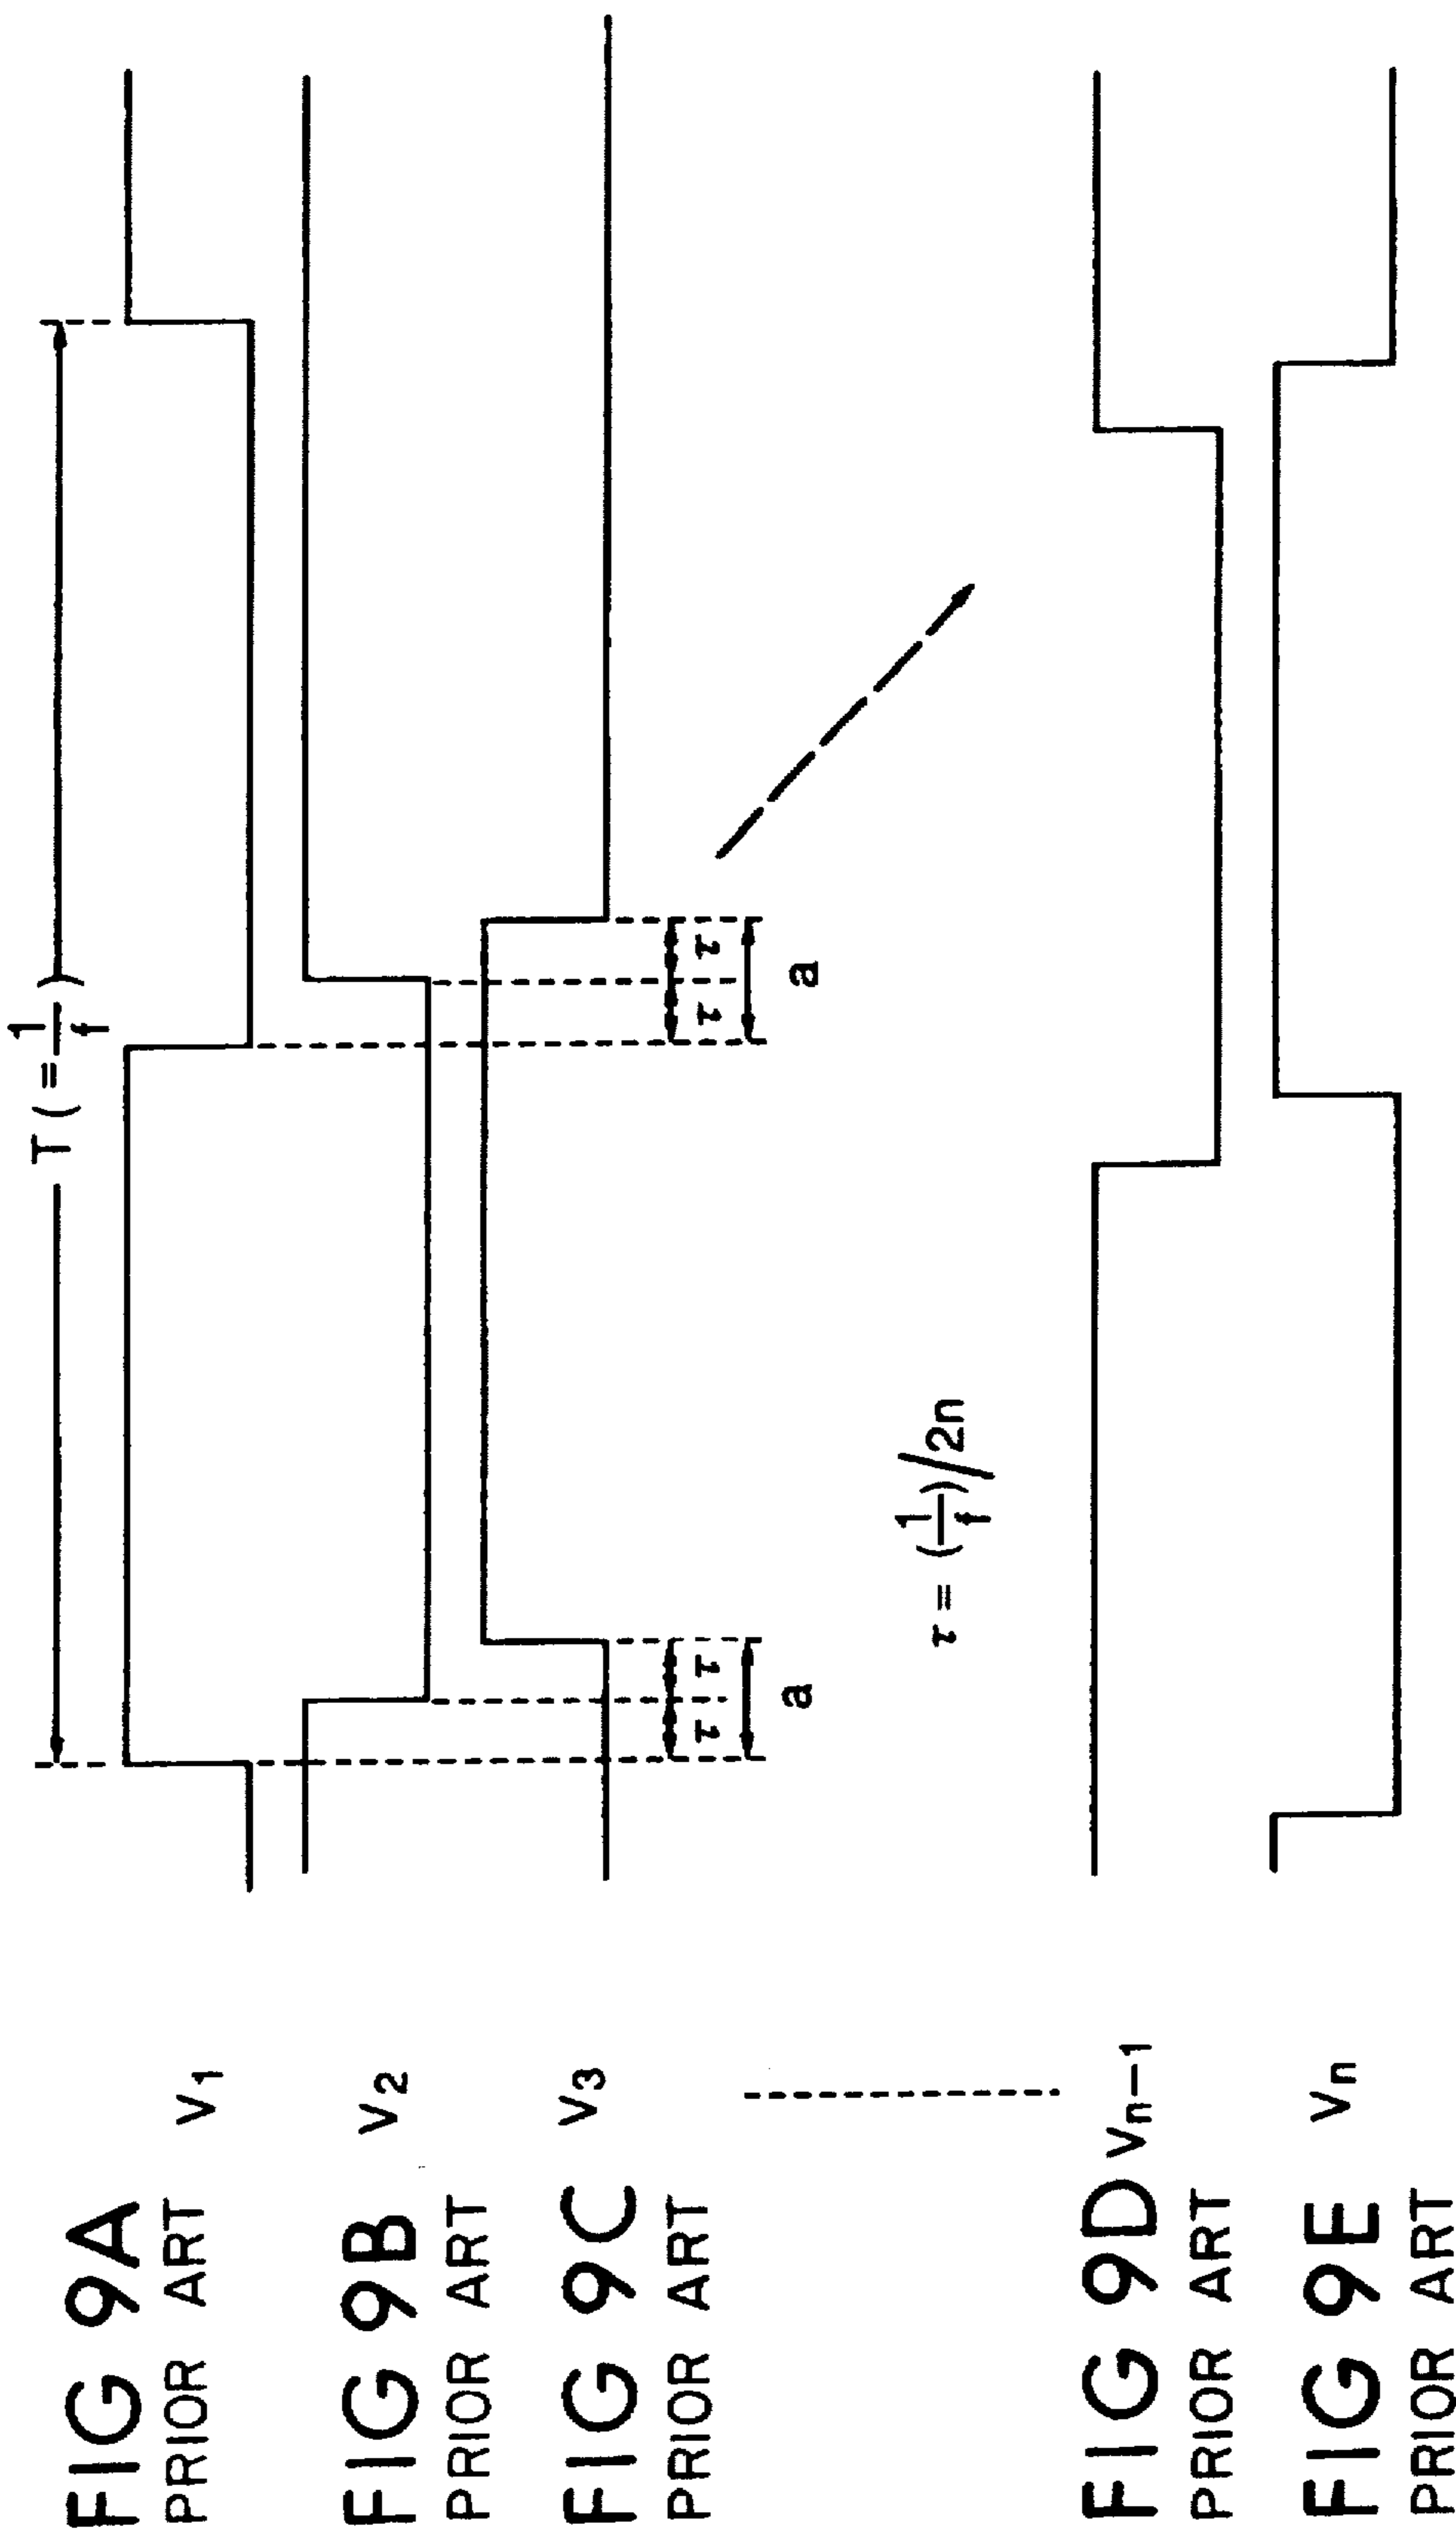 FIG 9A
PRIOR ART
V1
T ( = 1/f )
FIG 9B
PRIOR ART
V2
FIG 9C
PRIOR ART
V3
τ τ
a
τ τ
a
τ = (1/f)/2n
FIG 9D
PRIOR ART
Vn-1
FIG 9E
PRIOR ART
Vn